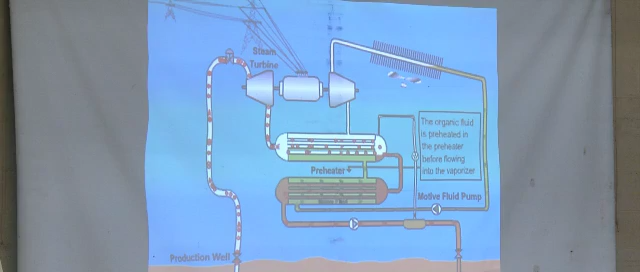 Steam
Turbine
The organic fluid
is preheated in
the preheater
before flowing
into the vaporizer
Preheater
Motive Fluid Pump
Production Well